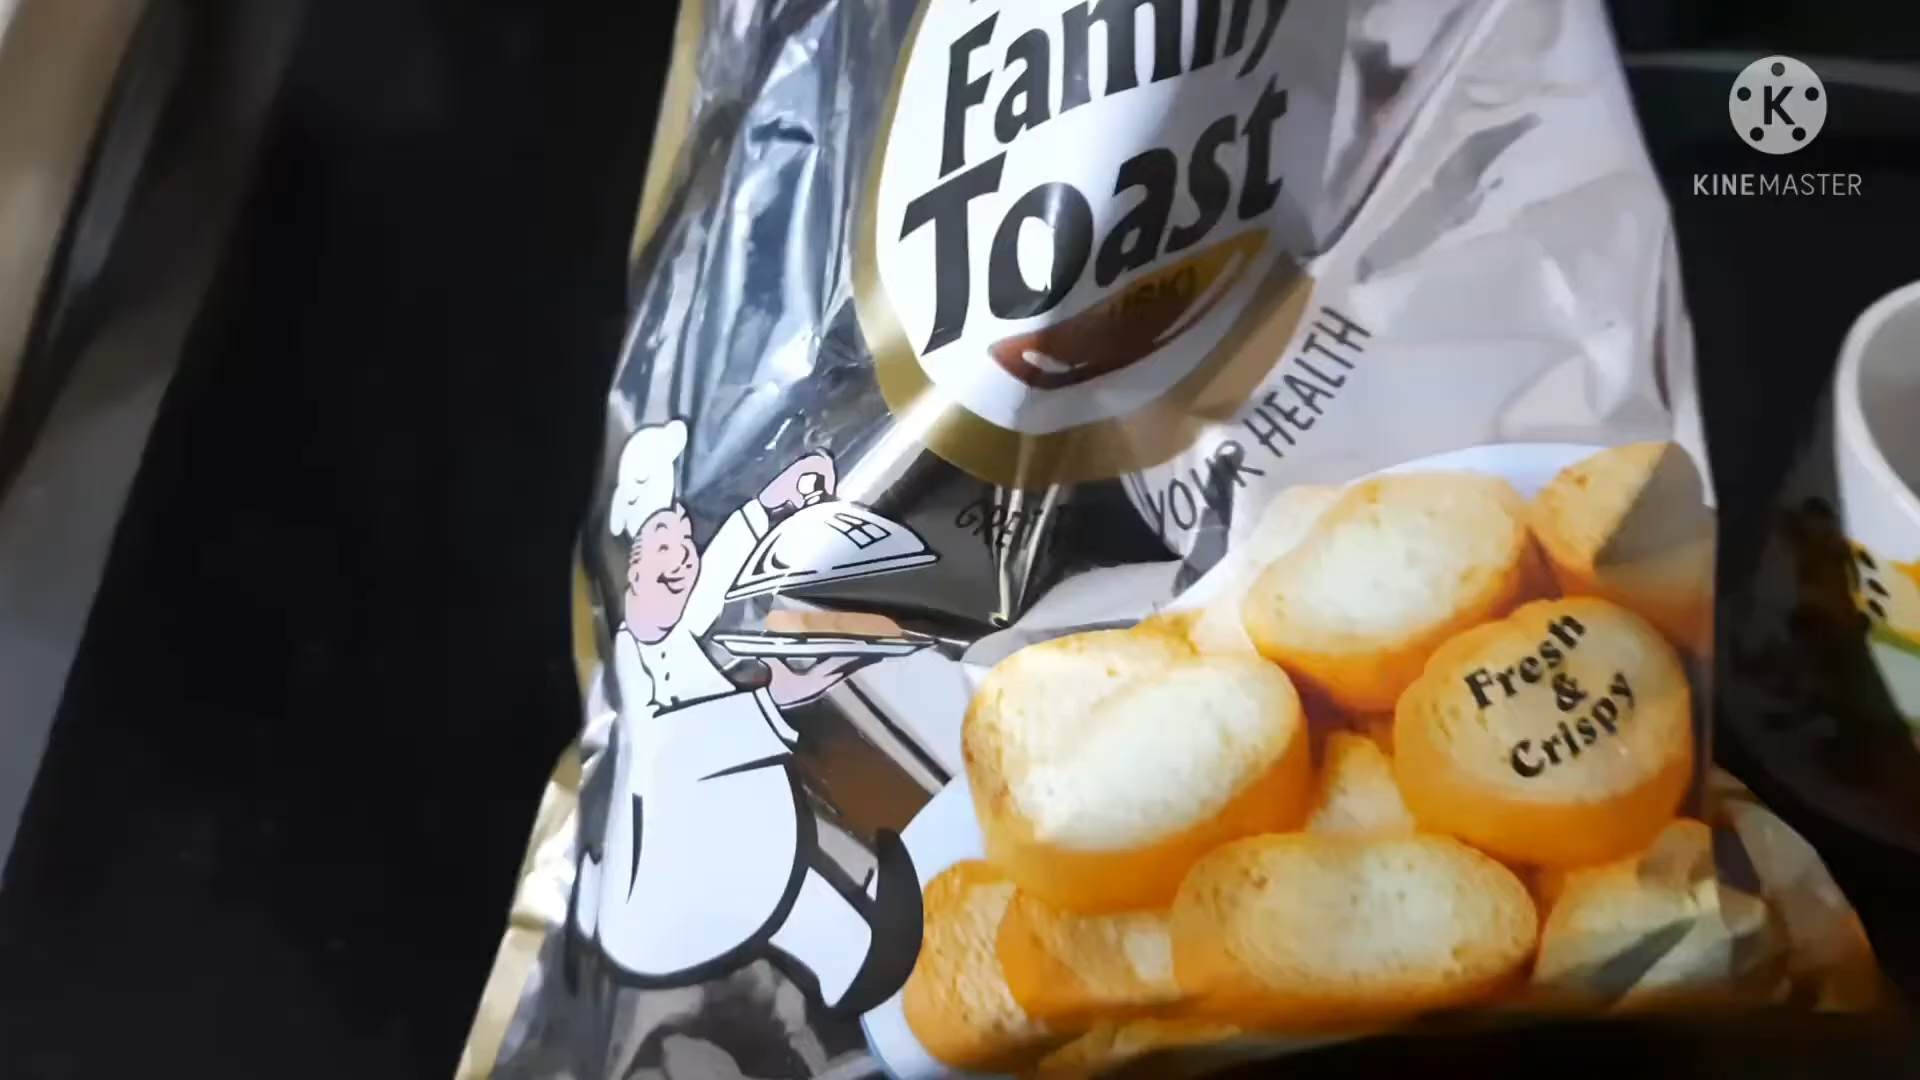 Family
Toast
YOUR HEALTH
Fresh
&
Crispy
K
KINEMASTER